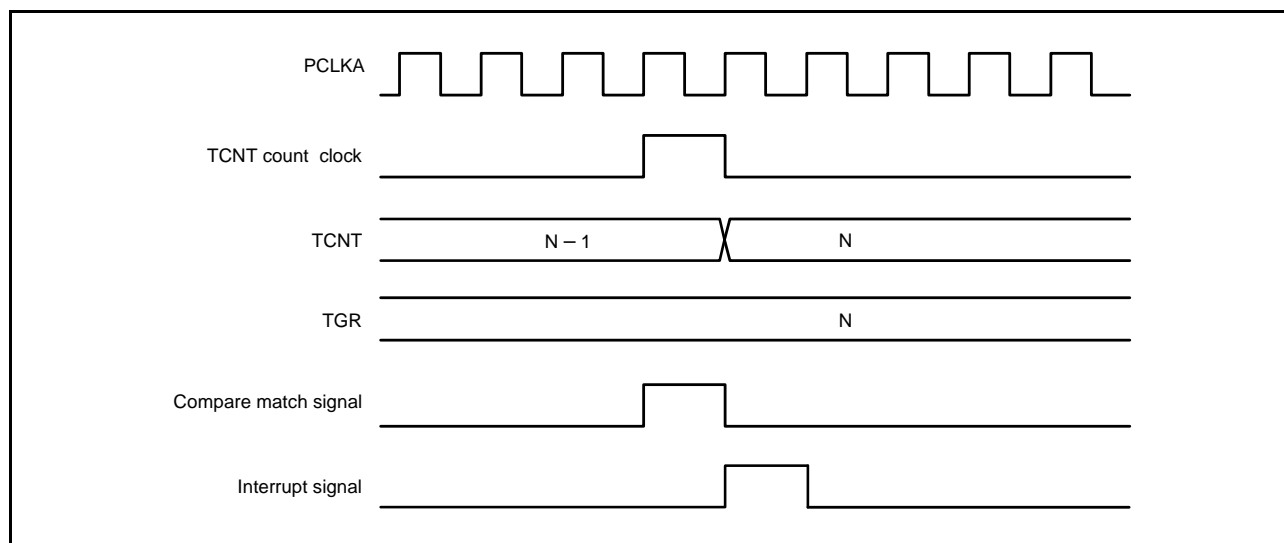 PCLKA
TCNT count clock
TCNT
N – 1
N
TGR
N
Compare match signal
Interrupt signal